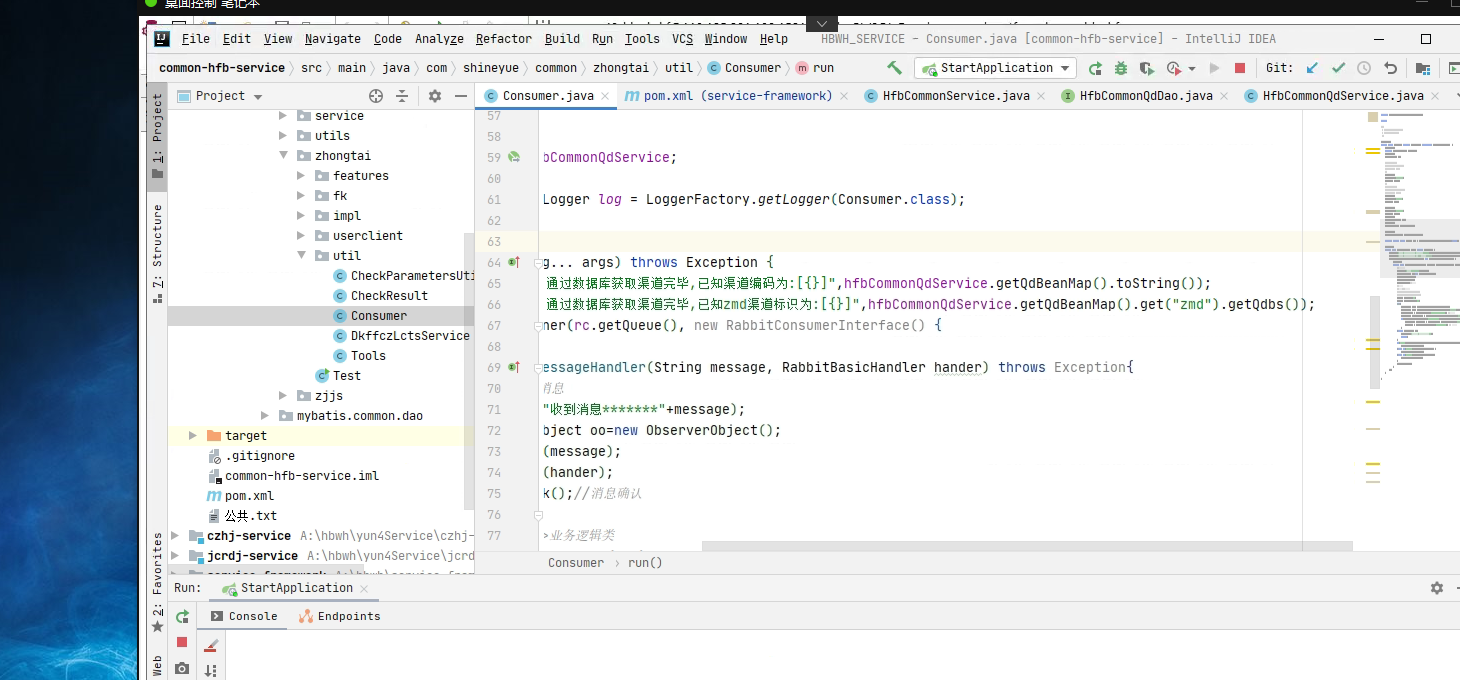 桌面控制 笔记本
File Edit View Navigate Code Analyze Refactor Build Run Tools VCS Window Help HBWH_SERVICE - Consumer.java [common-hfb-service] - IntelliJ IDEA
common-hfb-service src main java com shineyue common zhongtai util Consumer run StartApplication Git:
Project Consumer.java pom.xml (service-framework) HfbCommonService.java HfbCommonQdDao.java HfbCommonQdService.java
1: Project
7: Structure
2: Favorites
Web
service
utils
zhongtai
features
fk
impl
userclient
util
CheckParametersUti
CheckResult
Consumer
DkffczLctsService
Tools
Test
zjjs
mybatis.common.dao
target
.gitignore
common-hfb-service.iml
pom.xml
公共.txt
czhj-service A:\hbwh\yun4Service\czhj-
jcrdj-service A:\hbwh\yun4Service\jcrd
57
58
59 bCommonQdService;
60
61 Logger log = LoggerFactory.getLogger(Consumer.class);
62
63
64 g... args) throws Exception {
65 通过数据库获取渠道完毕,已知渠道编码为:[{}]",hfbCommonQdService.getQdBeanMap().toString());
66 通过数据库获取渠道完毕,已知zmd渠道标识为:[{}]",hfbCommonQdService.getQdBeanMap().get("zmd").getQdbs());
67 ner(rc.getQueue(), new RabbitConsumerInterface() {
68
69 essageHandler(String message, RabbitBasicHandler hander) throws Exception{
70 消息
71 "收到消息*******"+message);
72 bject oo=new ObserverObject();
73 (message);
74 (hander);
75 k();//消息确认
76
77 >业务逻辑类
Consumer › run()
Run: StartApplication
Console Endpoints